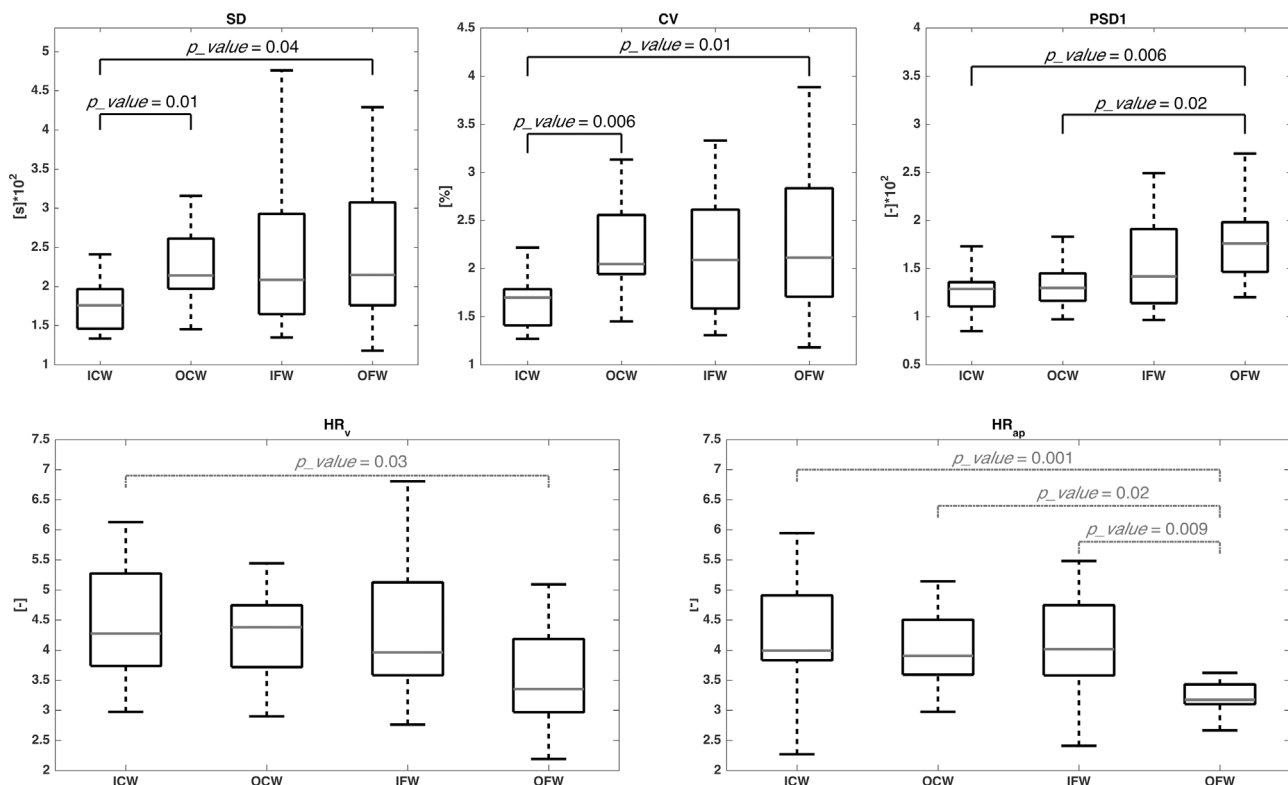 SD
5
4.5
4
3.5
3
2.5
2
1.5
1
[s]*10²
p_value = 0.04
p_value = 0.01
ICW OCW IFW OFW
CV
4.5
4
3.5
3
2.5
2
1.5
1
[%]
p_value = 0.01
p_value = 0.006
ICW OCW IFW OFW
PSD1
4
3.5
3
2.5
2
1.5
1
0.5
[-]*10²
p_value = 0.006
p_value = 0.02
ICW OCW IFW OFW
HRv
7.5
7
6.5
6
5.5
5
4.5
4
3.5
3
2.5
2
[-]
p_value = 0.03
ICW OCW IFW OFW
HRap
7.5
7
6.5
6
5.5
5
4.5
4
3.5
3
2.5
2
[-]
p_value = 0.001
p_value = 0.02
p_value = 0.009
ICW OCW IFW OFW